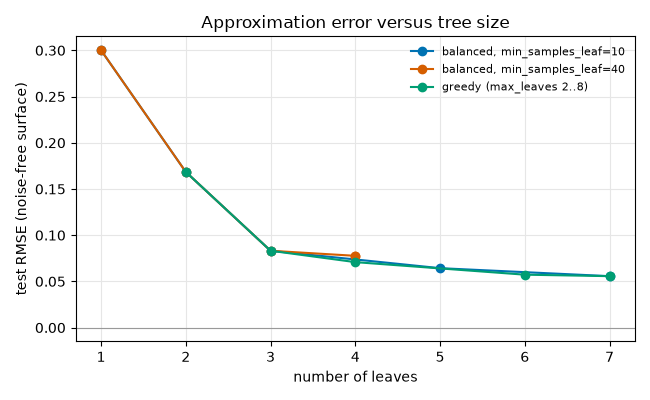 Approximation error versus tree size
test RMSE (noise-free surface)
0.30
0.25
0.20
0.15
0.10
0.05
0.00
balanced, min_samples_leaf=10
balanced, min_samples_leaf=40
greedy (max_leaves 2..8)
1 2 3 4 5 6 7
number of leaves